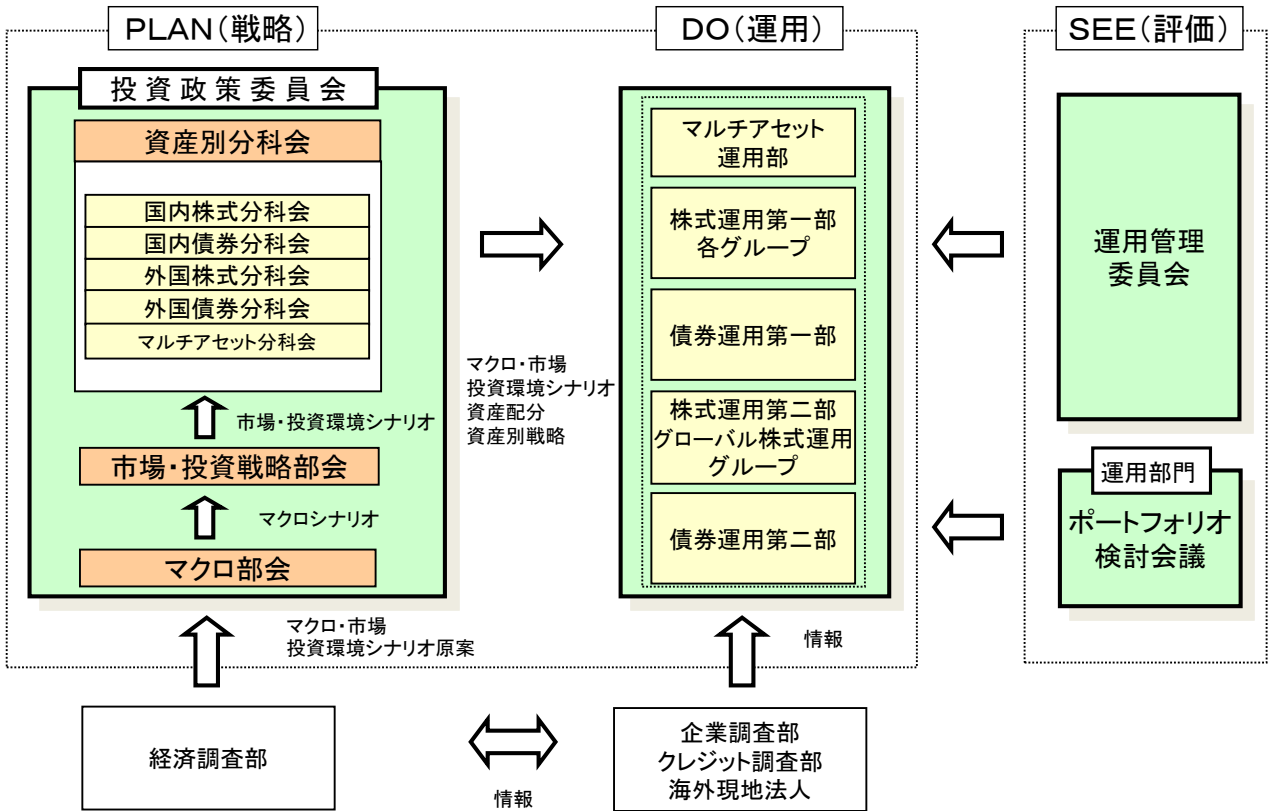 PLAN(戦略)
投資政策委員会
資産別分科会
国内株式分科会
国内債券分科会
外国株式分科会
外国債券分科会
マルチアセット分科会
市場・投資環境シナリオ
市場・投資戦略部会
マクロシナリオ
マクロ部会
マクロ・市場
投資環境シナリオ原案
経済調査部
マクロ・市場
投資環境シナリオ
資産配分
資産別戦略
DO(運用)
マルチアセット
運用部
株式運用第一部
各グループ
債券運用第一部
株式運用第二部
グローバル株式運用
グループ
債券運用第二部
情報
企業調査部
クレジット調査部
海外現地法人
情報
SEE(評価)
運用管理
委員会
運用部門
ポートフォリオ
検討会議